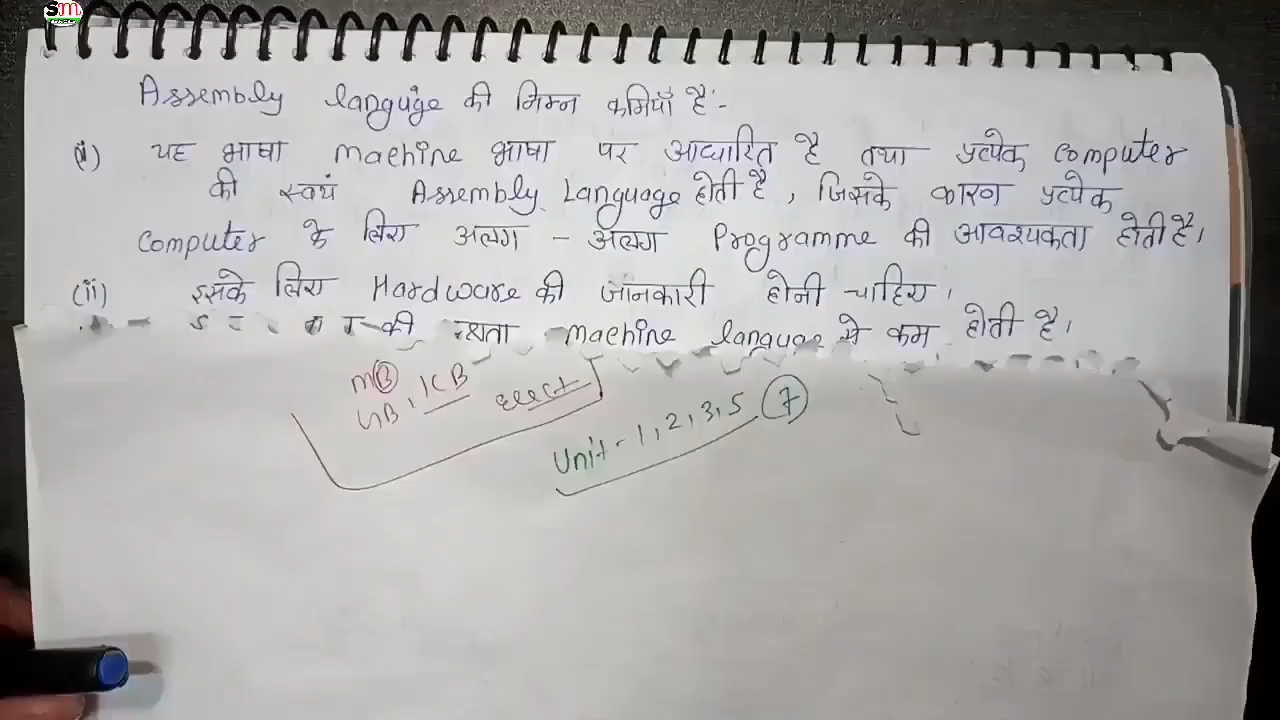 SM
Assembly language की निम्न कमियाँ है:-
(i) यह भाषा machine भाषा पर आधारित है तथा प्रत्येक computer
की स्वयं Assembly Language होती है, जिसके कारण प्रत्येक
Computer के लिए अलग - अलग Programme की आवश्यकता होती है।
(ii) इसके लिए Hardware की जानकारी होनी चाहिए।
की machine language से कम होती है।
MB
GB, KB
Unit - 1, 2, 3, 5 7